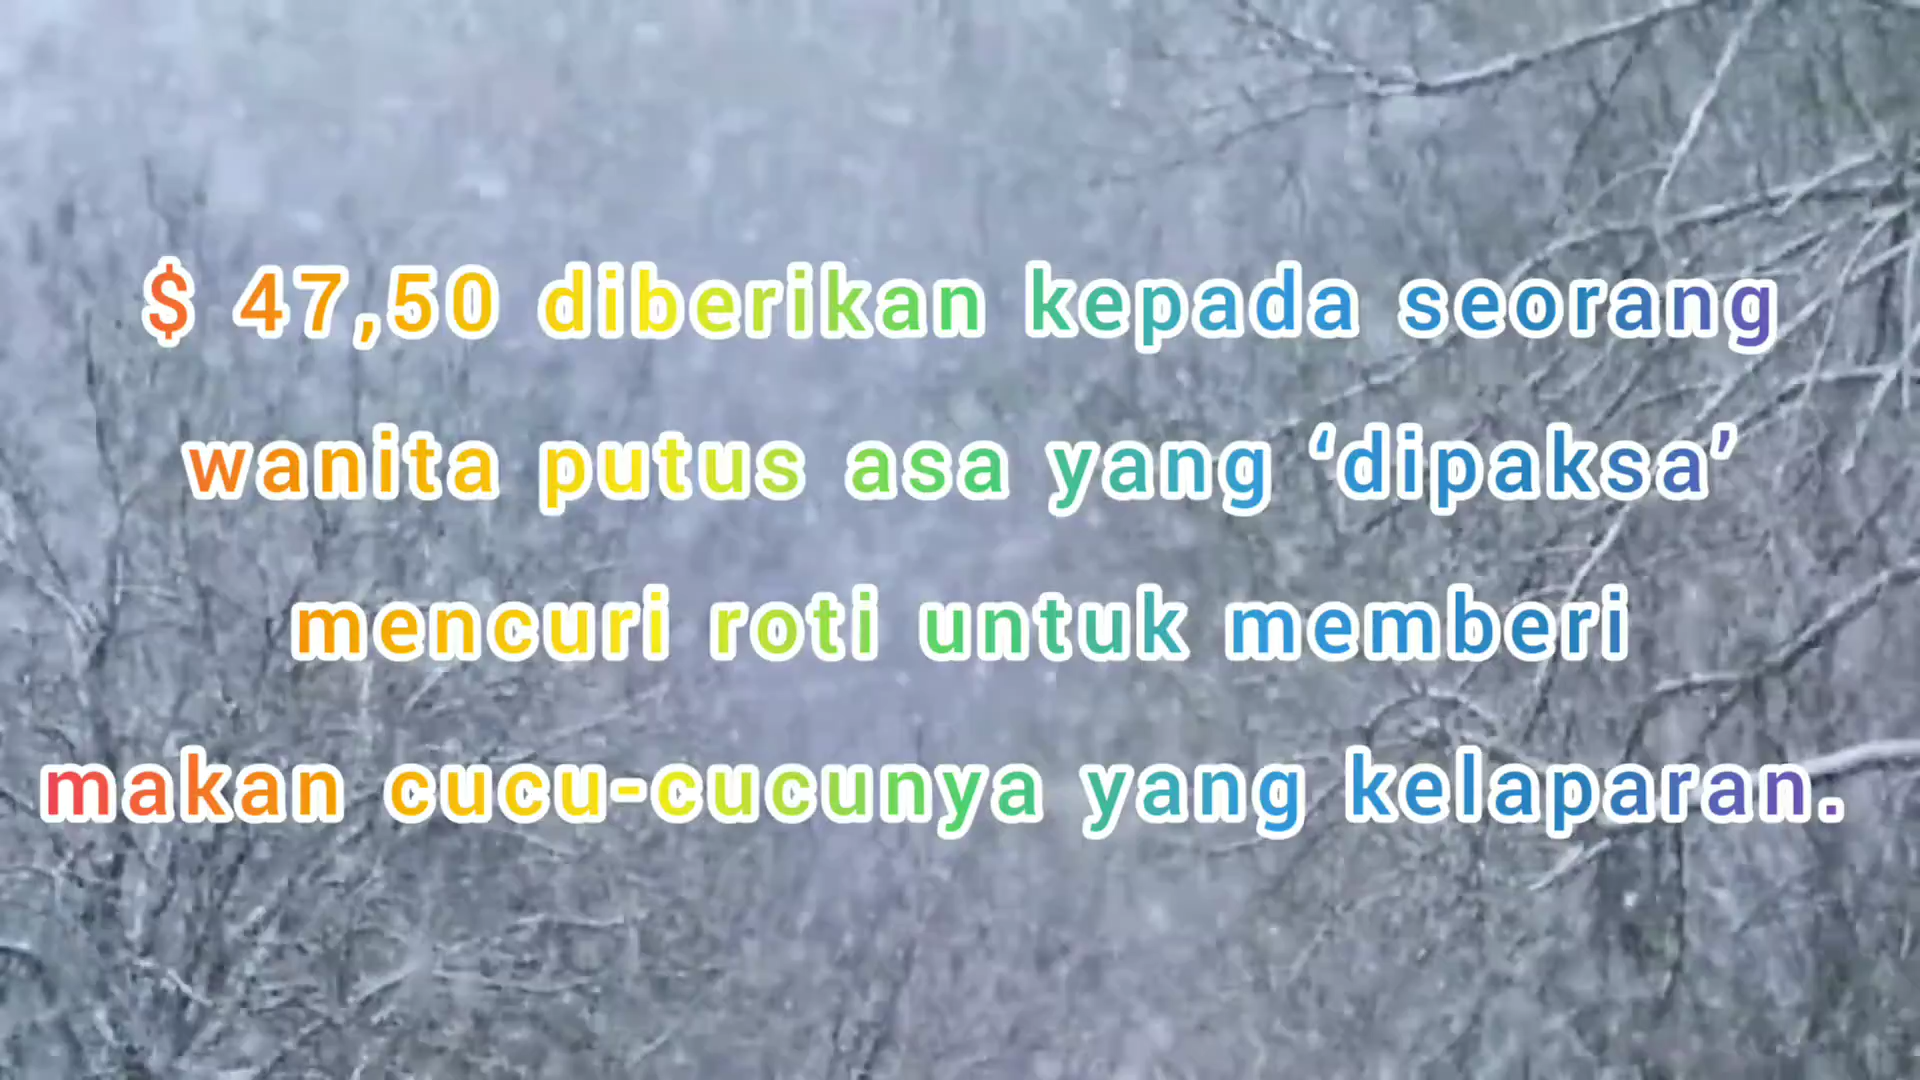 $ 47,50 diberikan kepada seorang
wanita putus asa yang ‘dipaksa’
mencuri roti untuk memberi
makan cucu-cucunya yang kelaparan.